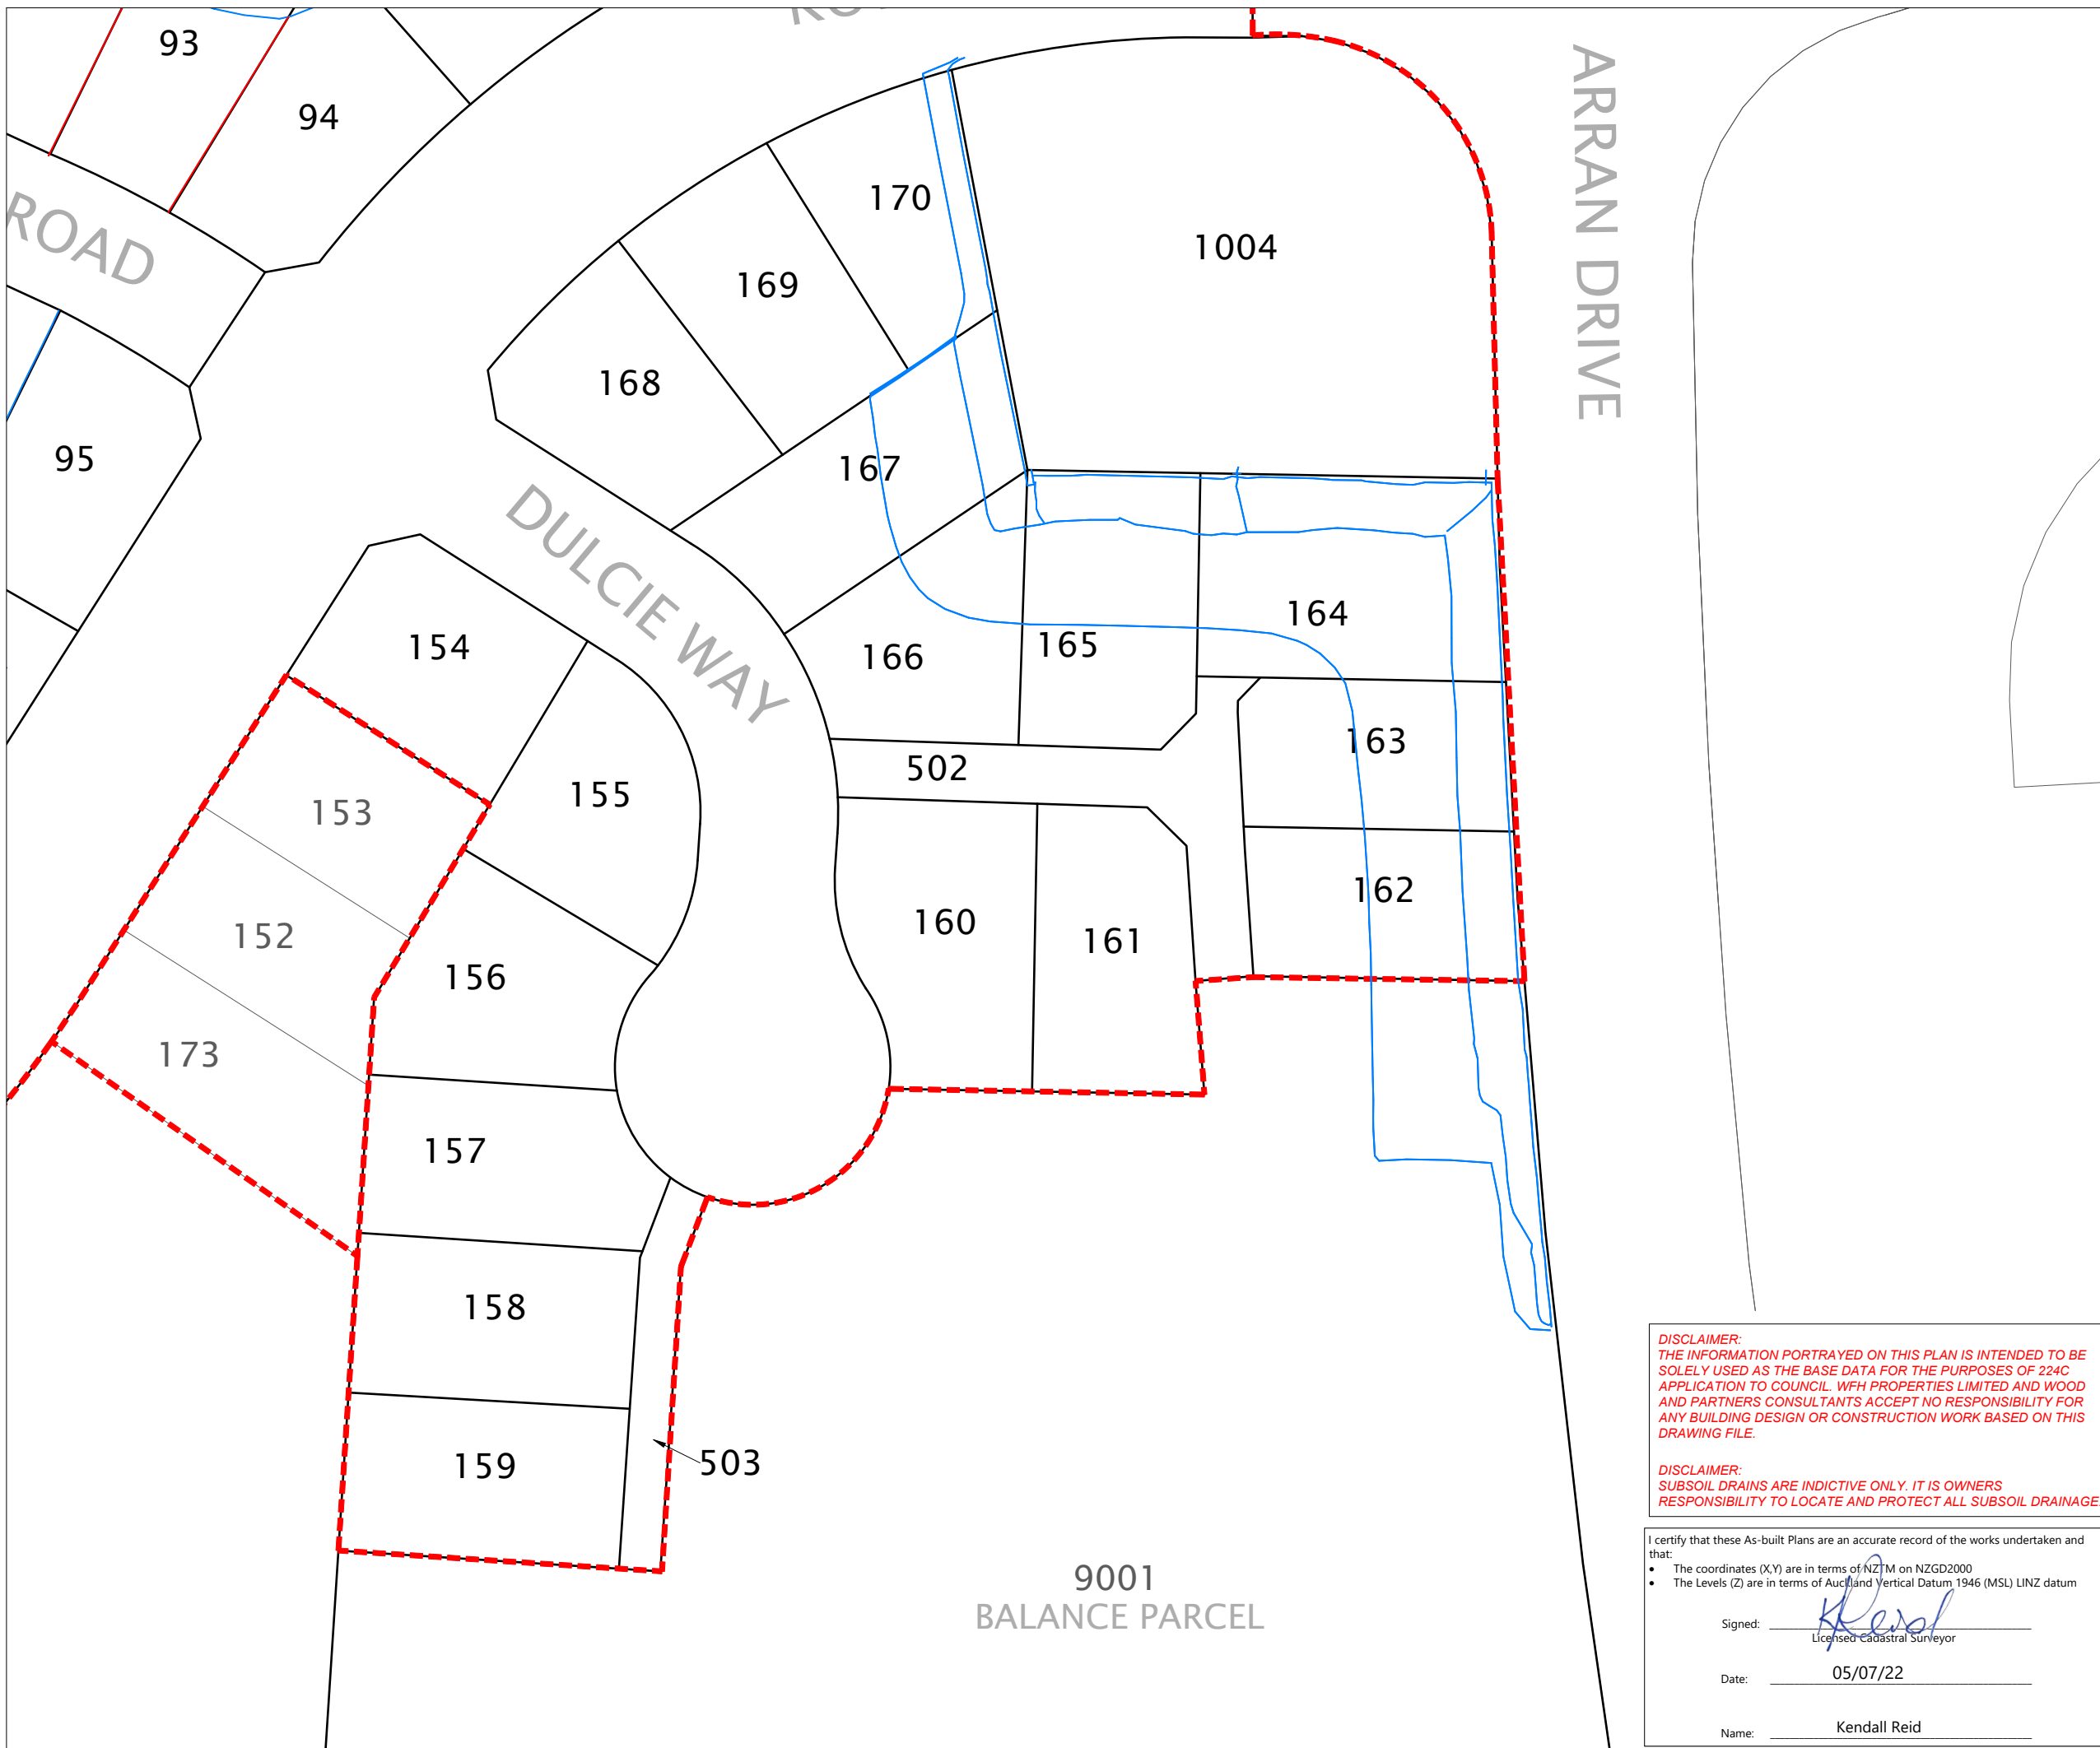 93
94
ROAD
95
ARRAN DRIVE
170
1004
169
168
167
DULCIE WAY
164
165
166
154
163
502
155
153
162
160
161
152
156
173
157
158
159
503
9001
BALANCE PARCEL
DISCLAIMER:
THE INFORMATION PORTRAYED ON THIS PLAN IS INTENDED TO BE
SOLELY USED AS THE BASE DATA FOR THE PURPOSES OF 224C
APPLICATION TO COUNCIL. WFH PROPERTIES LIMITED AND WOOD
AND PARTNERS CONSULTANTS ACCEPT NO RESPONSIBILITY FOR
ANY BUILDING DESIGN OR CONSTRUCTION WORK BASED ON THIS
DRAWING FILE.
DISCLAIMER:
SUBSOIL DRAINS ARE INDICTIVE ONLY. IT IS OWNERS
RESPONSIBILITY TO LOCATE AND PROTECT ALL SUBSOIL DRAINAGE.
I certify that these As-built Plans are an accurate record of the works undertaken and
that:
• The coordinates (X,Y) are in terms of NZTM on NZGD2000
• The Levels (Z) are in terms of Auckland Vertical Datum 1946 (MSL) LINZ datum
Signed:
Licensed Cadastral Surveyor
Date: 05/07/22
Name: Kendall Reid